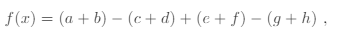 f(x) = (a + b) − (c + d) + (e + f) − (g + h) ,